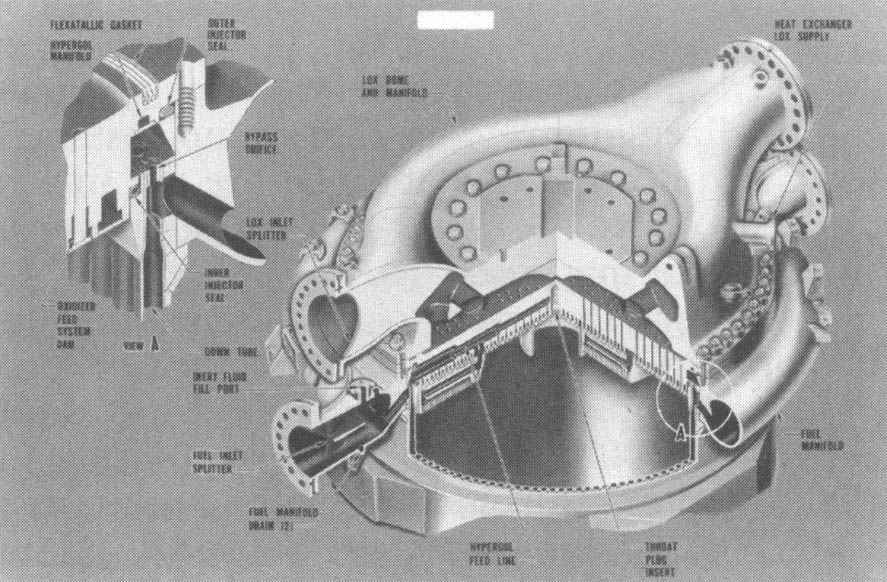 FLEXATALLIC GASKET
HYPERGOL
MANIFOLD
OUTER
INJECTOR
SEAL
BYPASS
ORIFICE
INNER
INJECTOR
SEAL
OXIDIZER
FEED
SYSTEM
DAM
VIEW A
DOWN TUBE
HEAT EXCHANGER
LOX SUPPLY
LOX DOME
AND MANIFOLD
LOX INLET
SPLITTER
INERT FLUID
FILL PORT
FUEL INLET
SPLITTER
FUEL MANIFOLD
DRAIN (2)
HYPERGOL
FEED LINE
THROAT
PLUG
INSERT
FUEL
MANIFOLD
A